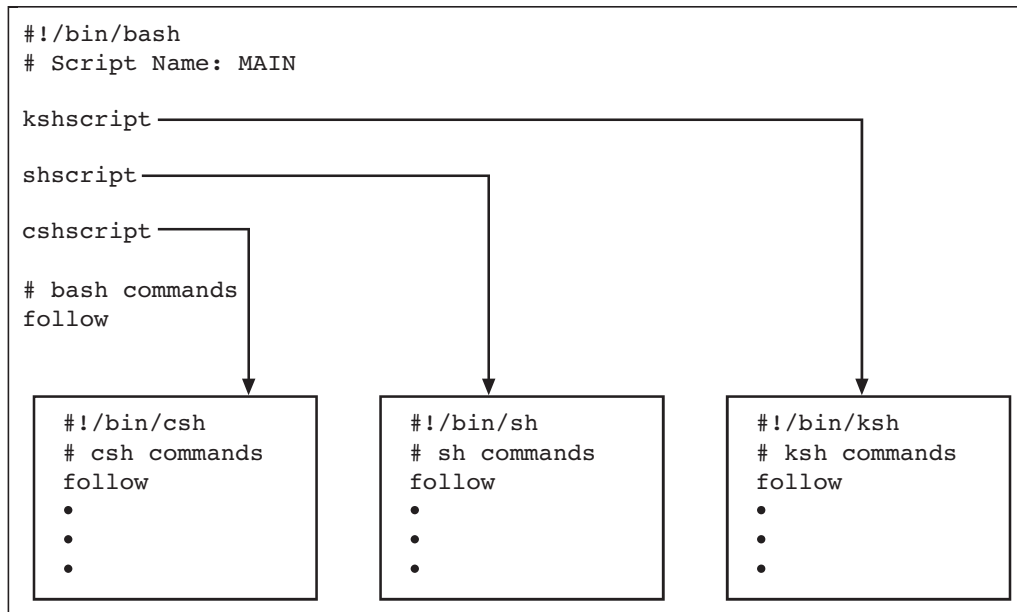 #!/bin/bash
# Script Name: MAIN
kshscript
shscript
cshscript
# bash commands
follow
#!/bin/csh
# csh commands
follow
•
•
•
#!/bin/sh
# sh commands
follow
•
•
•
#!/bin/ksh
# ksh commands
follow
•
•
•